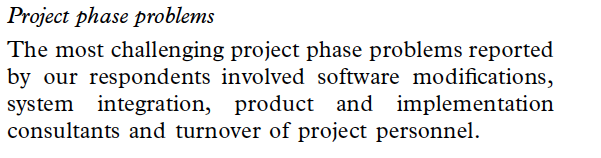 Project phase problems
The most challenging project phase problems reported
by our respondents involved software modifications,
system integration, product and implementation
consultants and turnover of project personnel.